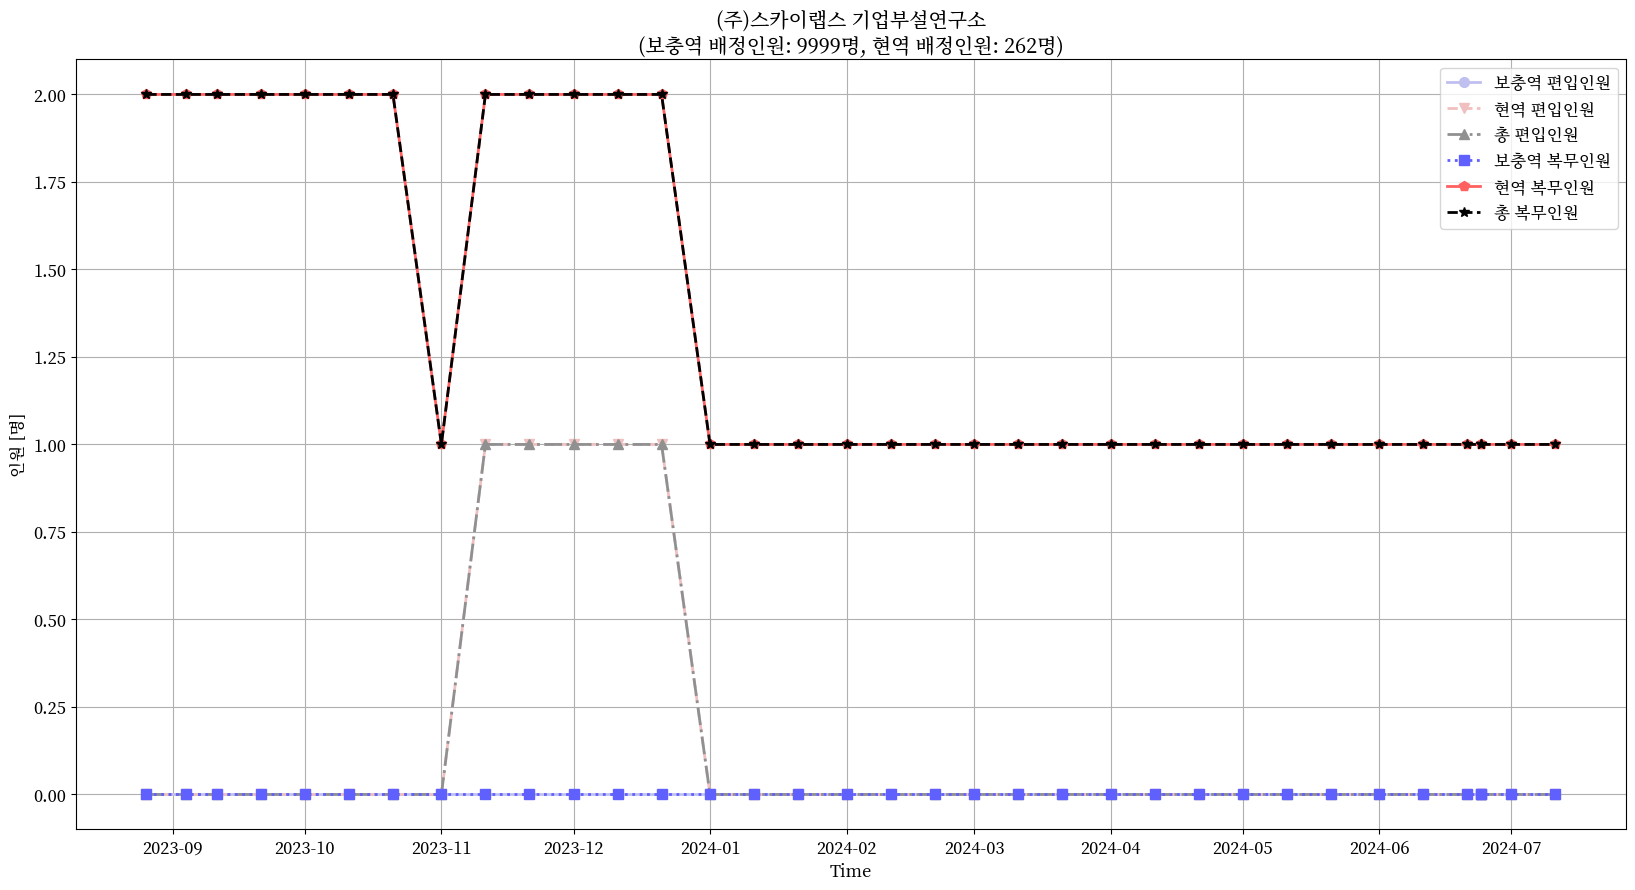 (주)스카이랩스 기업부설연구소
(보충역 배정인원: 9999명, 현역 배정인원: 262명)
2.00
1.75
1.50
1.25
1.00
0.75
0.50
0.25
0.00
인원 [명]
보충역 편입인원
현역 편입인원
총 편입인원
보충역 복무인원
현역 복무인원
총 복무인원
2023-09
2023-10
2023-11
2023-12
2024-01
2024-02
2024-03
2024-04
2024-05
2024-06
2024-07
Time